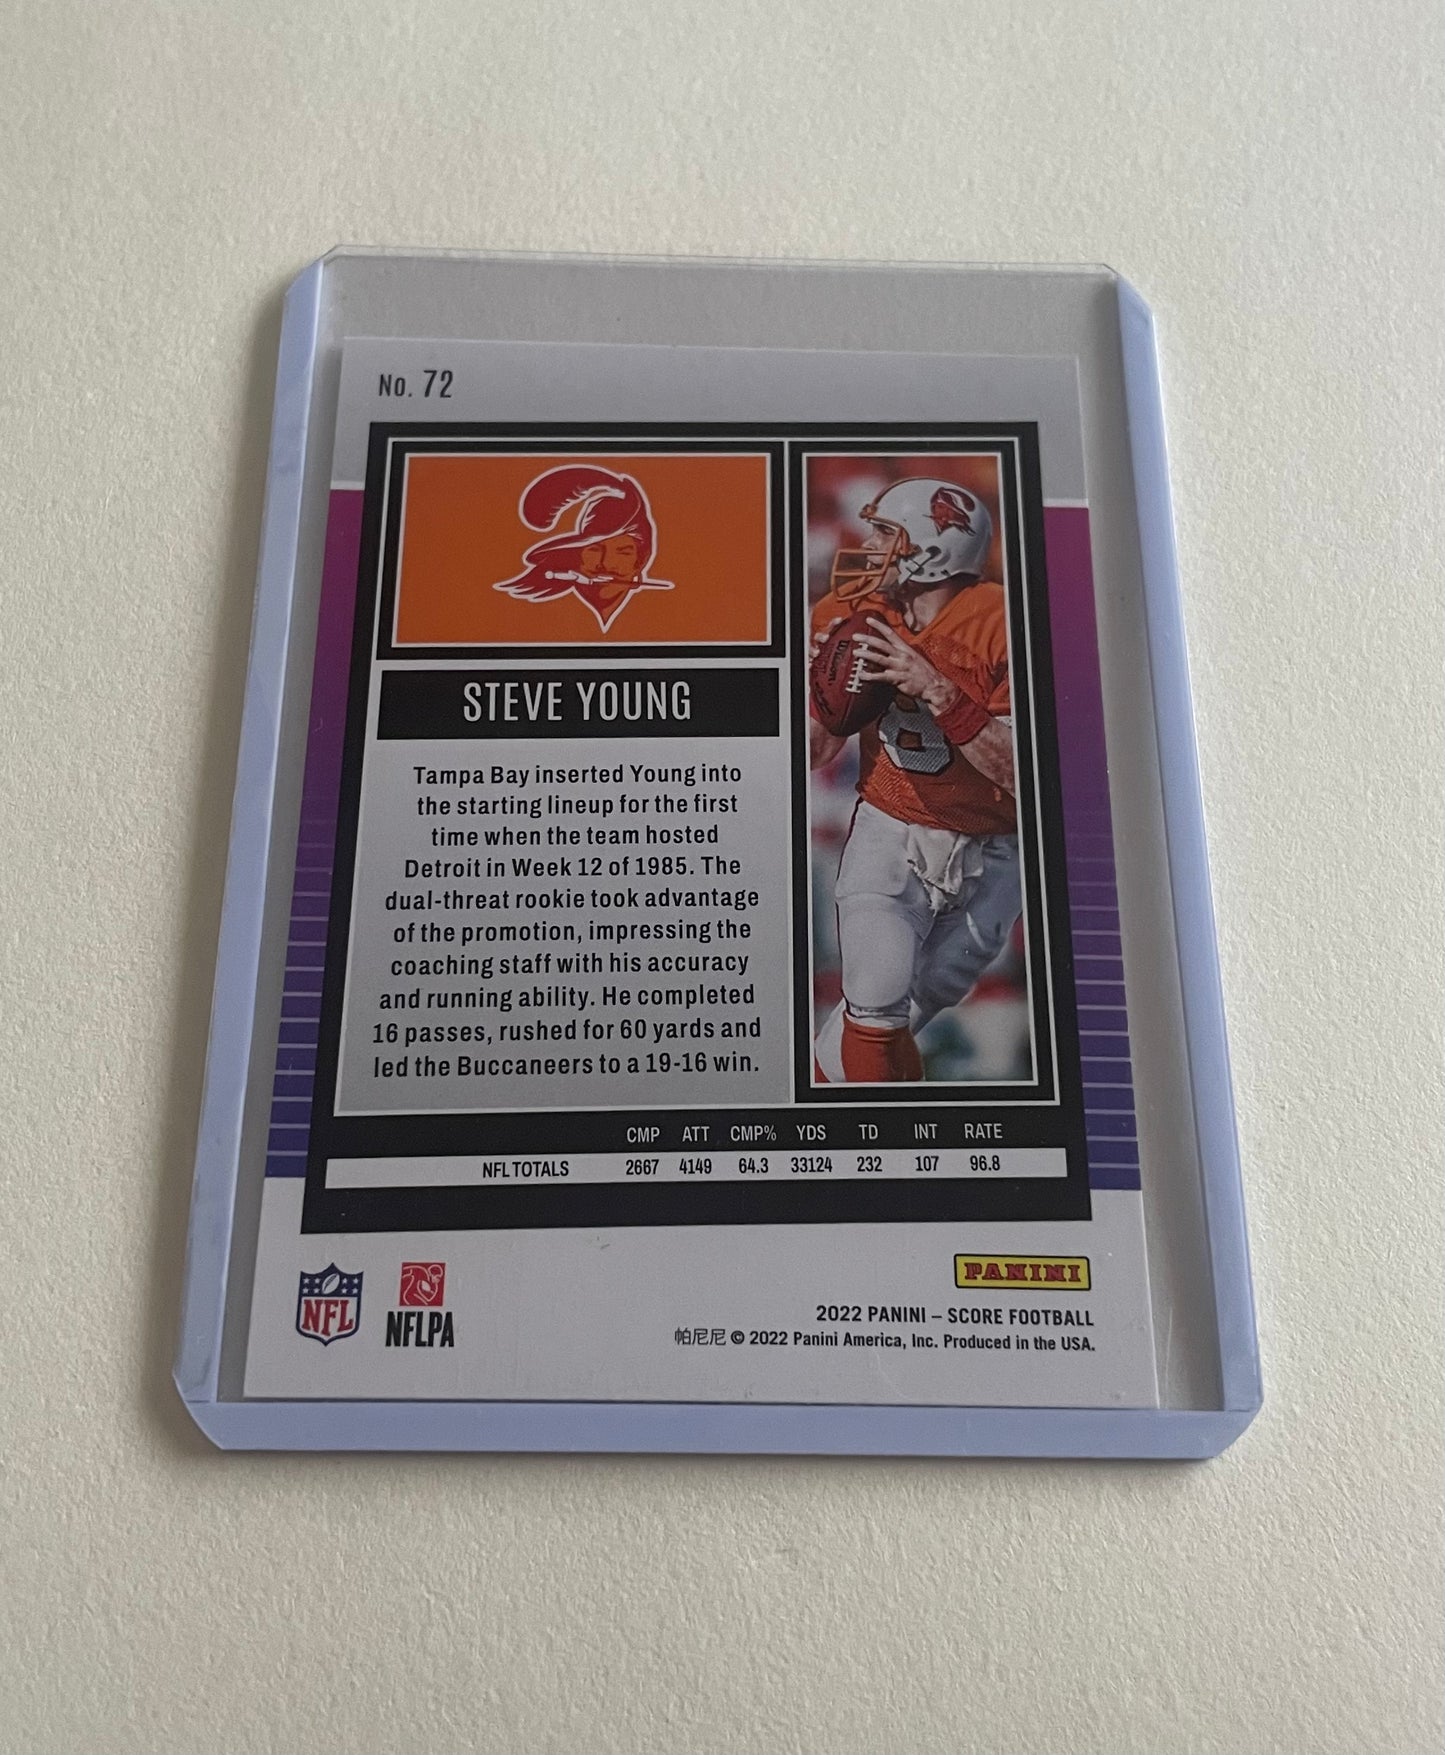 No. 72
STEVE YOUNG
Tampa Bay inserted Young into
the starting lineup for the first
time when the team hosted
Detroit in Week 12 of 1985. The
dual-threat rookie took advantage
of the promotion, impressing the
coaching staff with his accuracy
and running ability. He completed
16 passes, rushed for 60 yards and
led the Buccaneers to a 19-16 win.
8
CMP ATT CMP% YDS TD INT RATE
NFL TOTALS 2667 4149 64.3 33124 232 107 96.8
NFL
NFLPA
PANINI
2022 PANINI – SCORE FOOTBALL
帕尼尼 © 2022 Panini America, Inc. Produced in the USA.